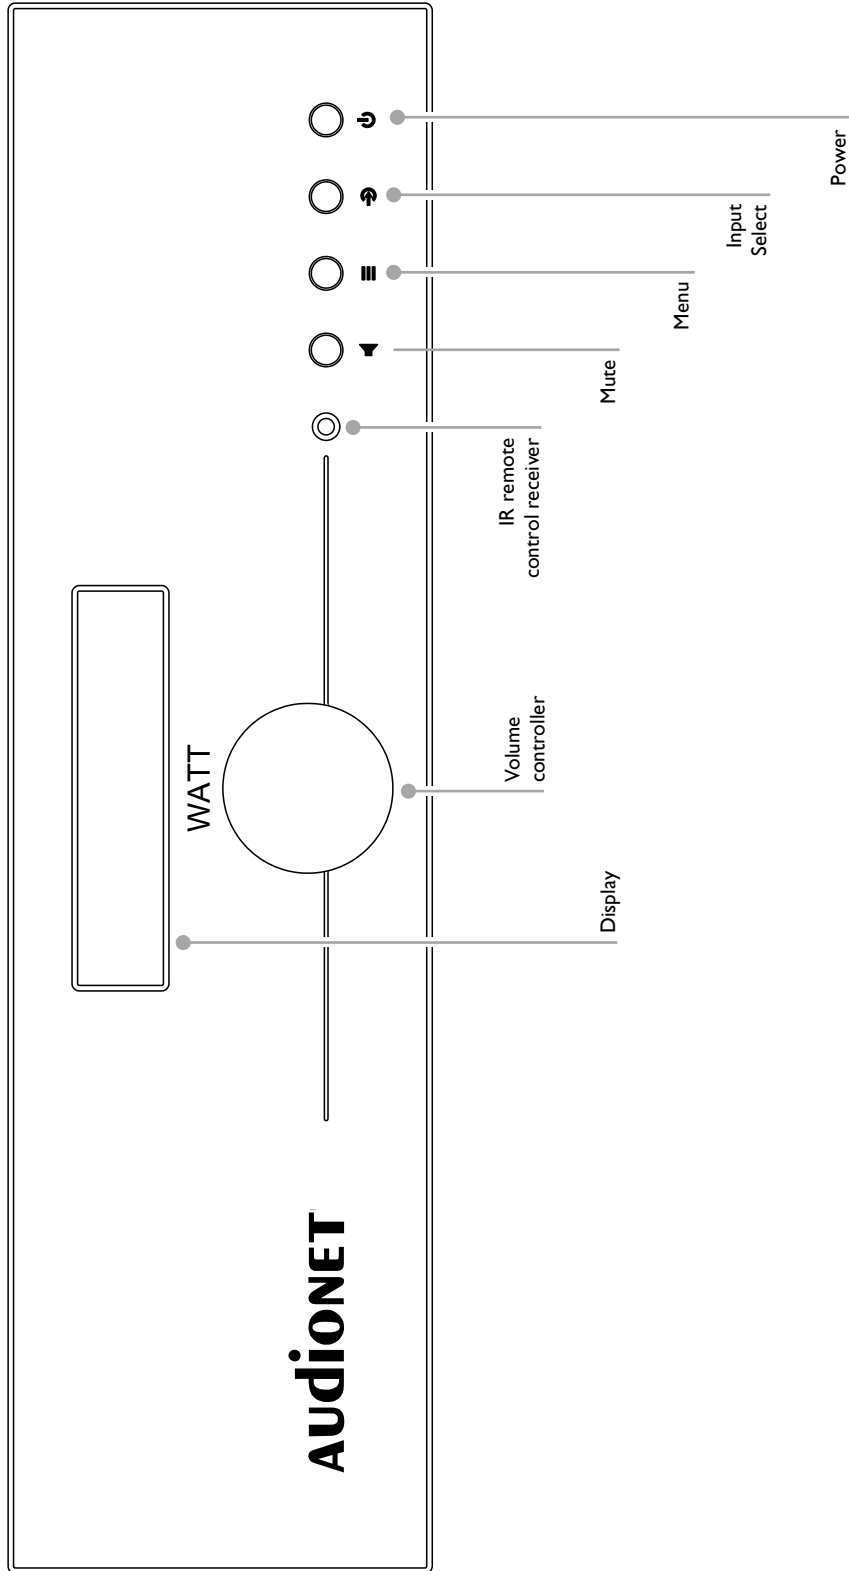 WATT
AUdioNET
Display
Volume
controller
IR remote
control receiver
Mute
Menu
Input
Select
Power